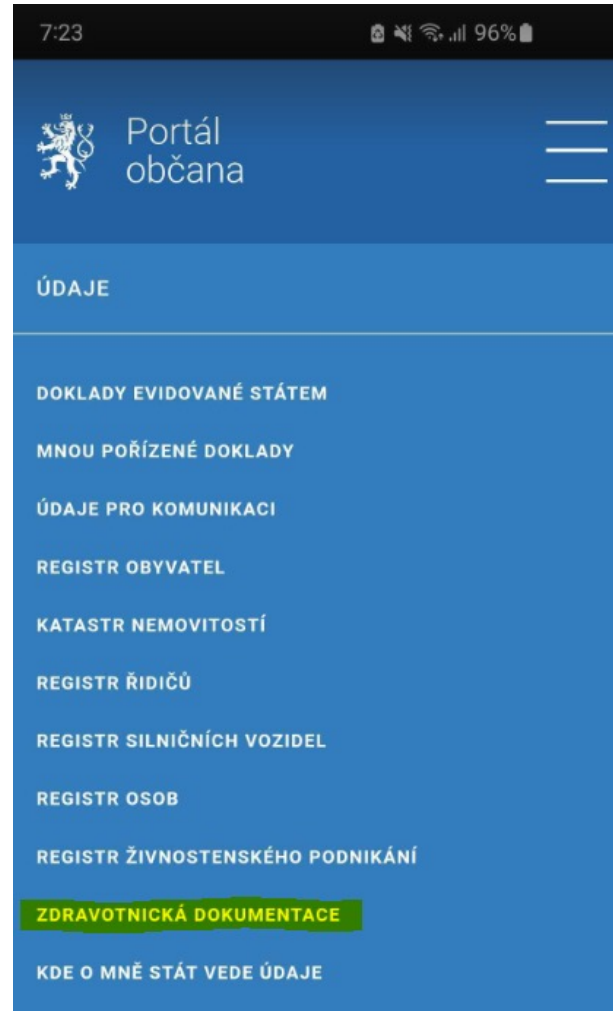 7:23 96%
Portál
občana
ÚDAJE
DOKLADY EVIDOVANÉ STÁTEM
MNOU POŘÍZENÉ DOKLADY
ÚDAJE PRO KOMUNIKACI
REGISTR OBYVATEL
KATASTR NEMOVITOSTÍ
REGISTR ŘIDIČŮ
REGISTR SILNIČNÍCH VOZIDEL
REGISTR OSOB
REGISTR ŽIVNOSTENSKÉHO PODNIKÁNÍ
ZDRAVOTNICKÁ DOKUMENTACE
KDE O MNĚ STÁT VEDE ÚDAJE